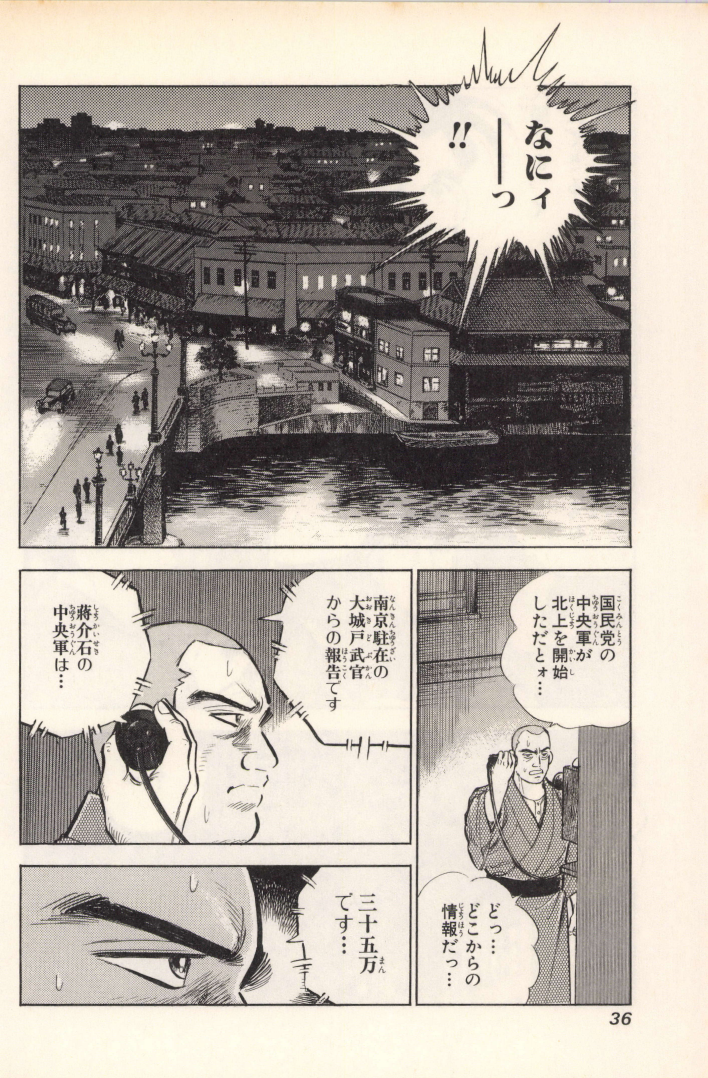 なにィ
──っ
!!
国民党の
中央軍が
北上を開始
しただとォ…
どっ…
どこからの
情報だっ…
南京駐在の
大城戸武官
からの報告です
蔣介石の
中央軍は…
三十五万
です…
36